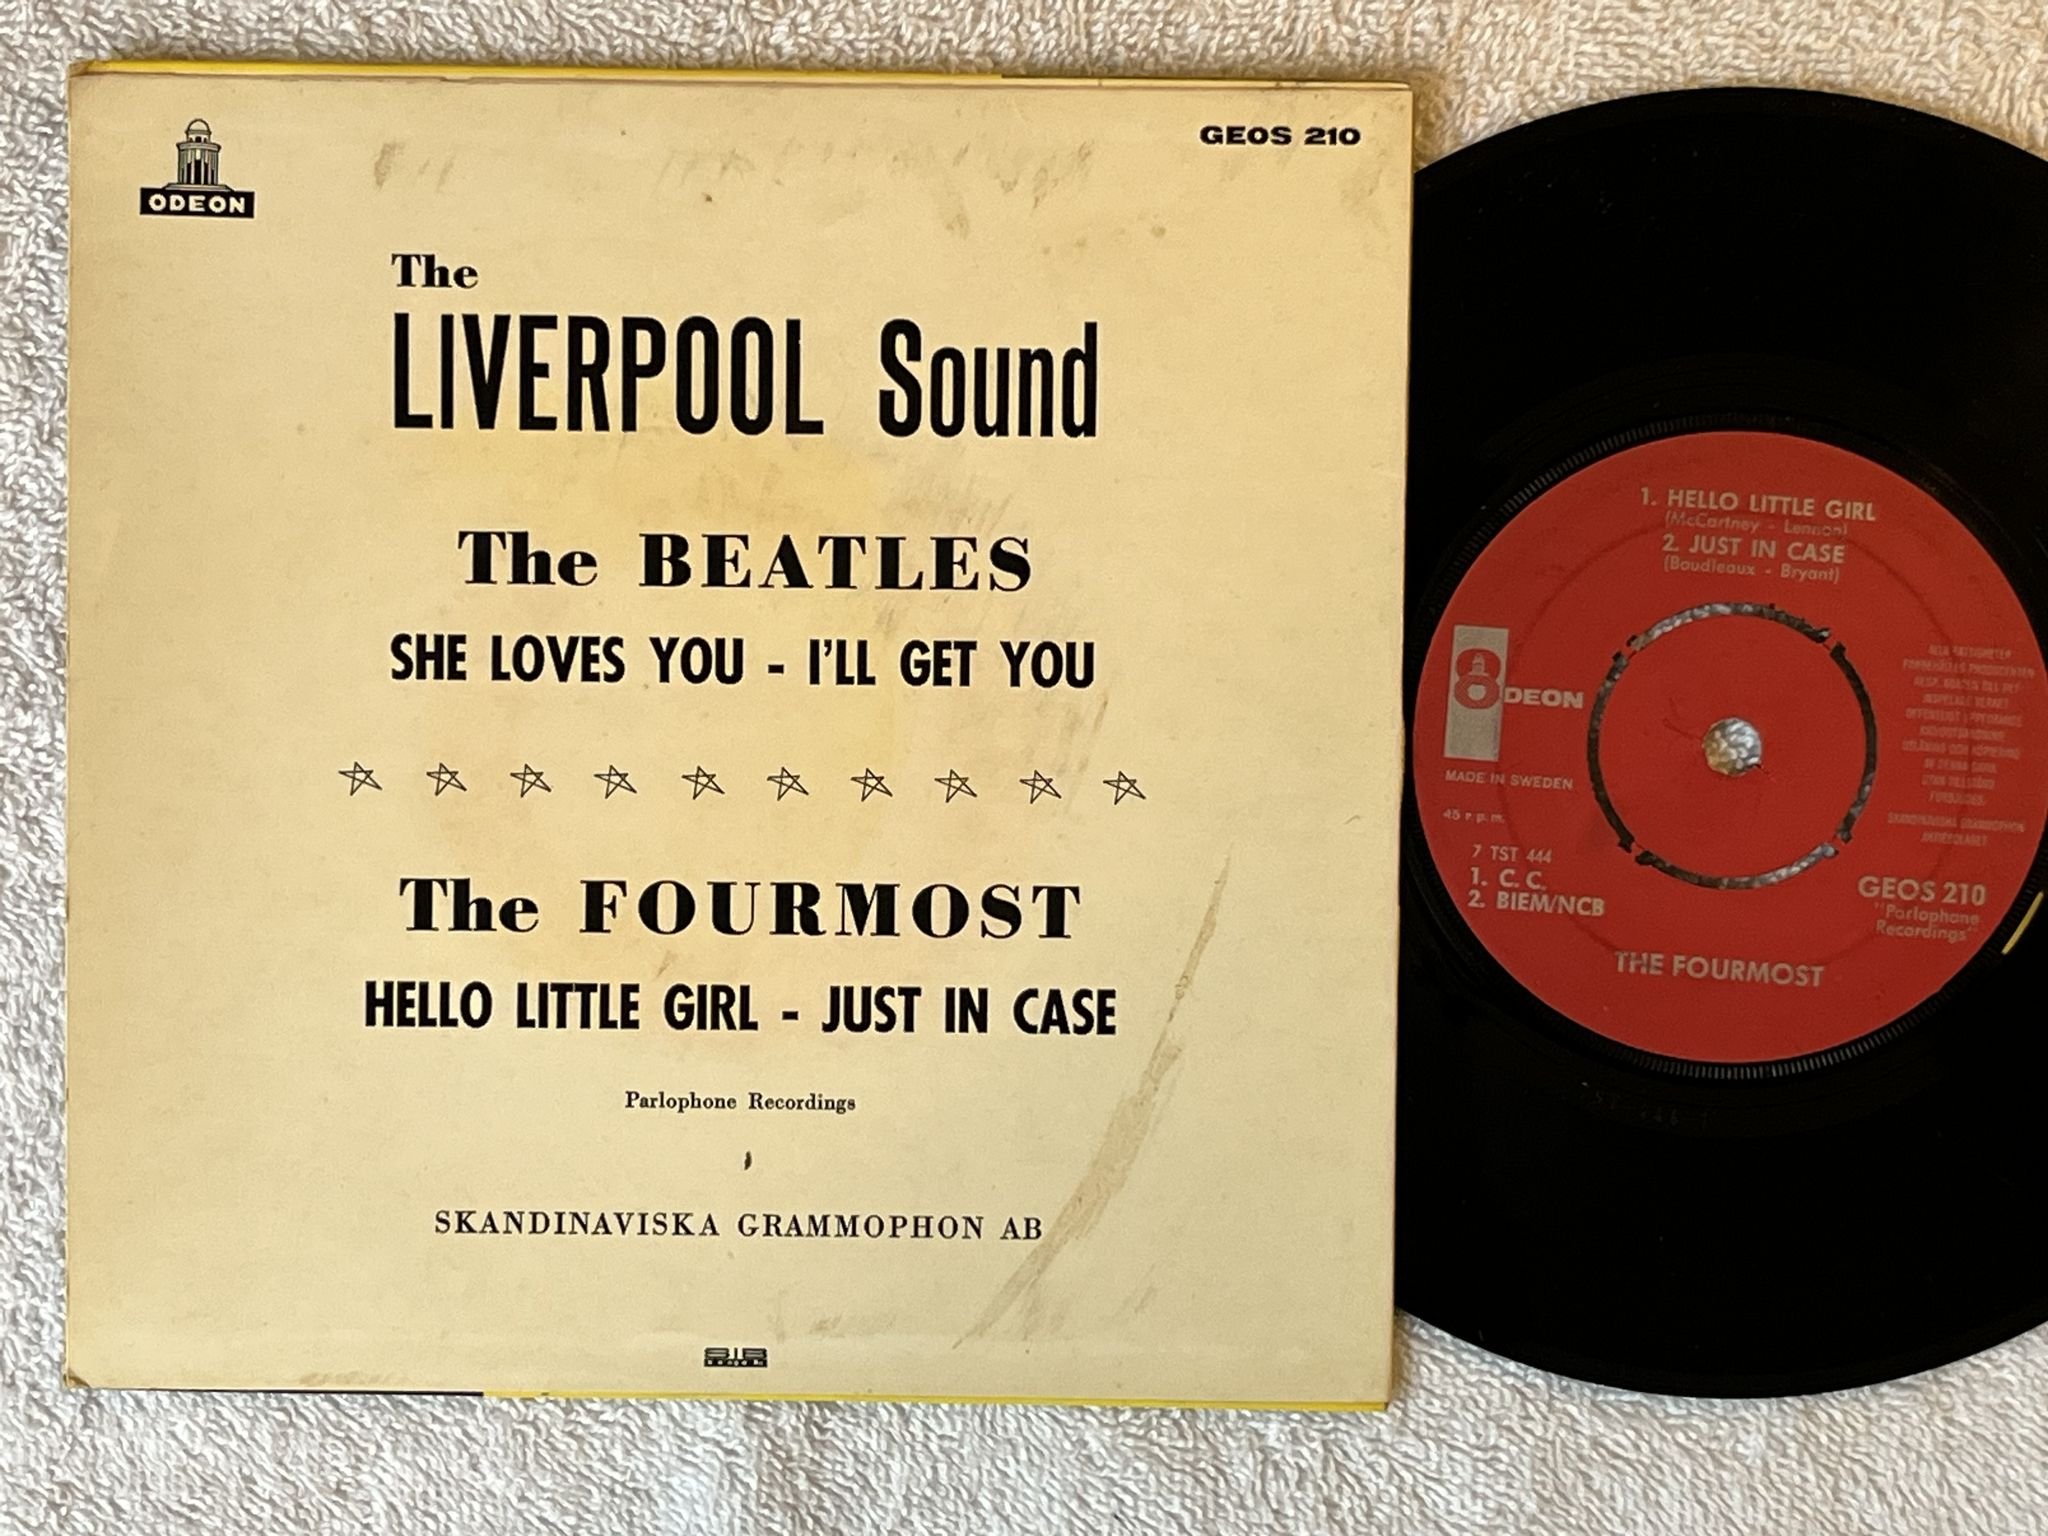 ODEON
GEOS 210
The
LIVERPOOL Sound
The BEATLES
SHE LOVES YOU - I'LL GET YOU
The FOURMOST
HELLO LITTLE GIRL - JUST IN CASE
Parlophone Recordings
SKANDINAVISKA GRAMMOPHON AB
1. HELLO LITTLE GIRL
(McCartney - Lennon)
2. JUST IN CASE
(Boudleaux - Bryant)
ODEON
MADE IN SWEDEN
45 r.p.m.
7 TST 444
1. C. C.
2. BIEM/NCB
SKANDINAVISKA GRAMMOPHON
AKTIEBOLAGET
GEOS 210
"Parlophone
Recordings"
THE FOURMOST